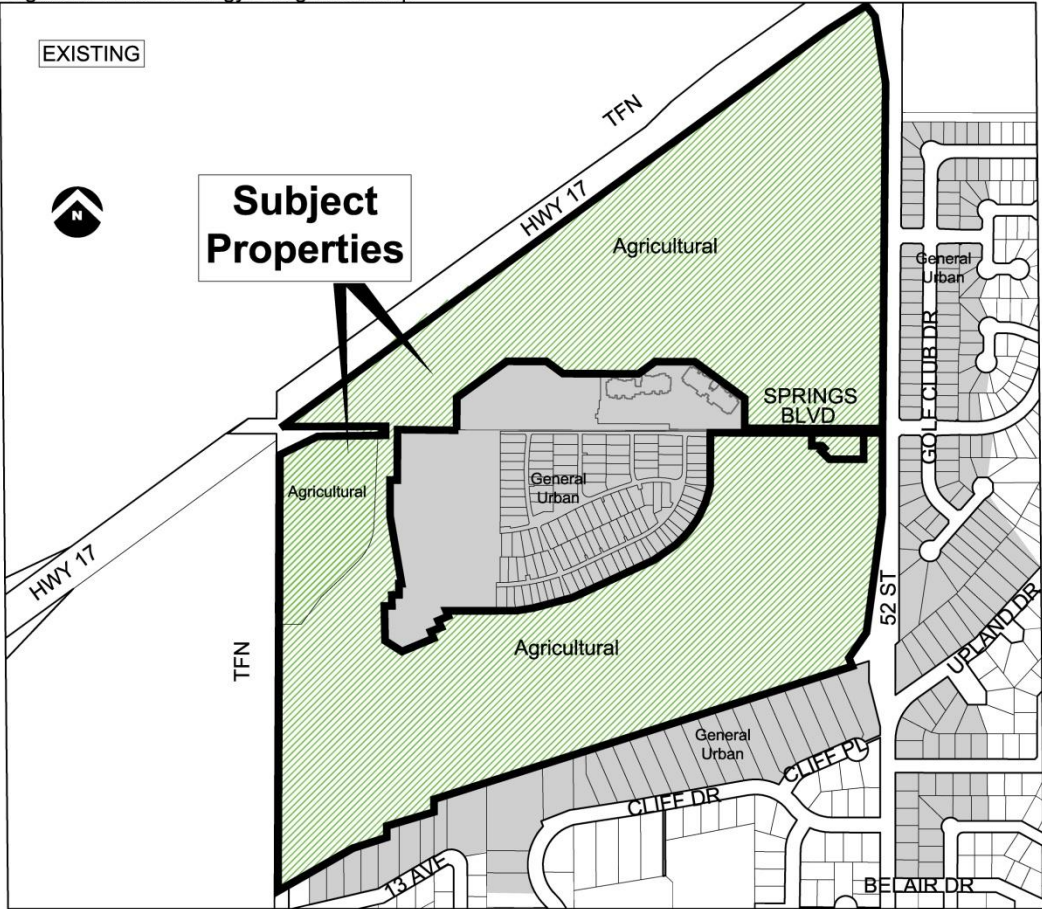 EXISTING
TFN
N
Subject
Properties
HWY 17
Agricultural
General
Urban
GOLF CLUB DR
SPRINGS
BLVD
General
Urban
Agricultural
HWY 17
52 ST
UPLAND DR
TFN
Agricultural
General
Urban
CLIFF PL
CLIFF DR
13 AVE
BELAIR DR